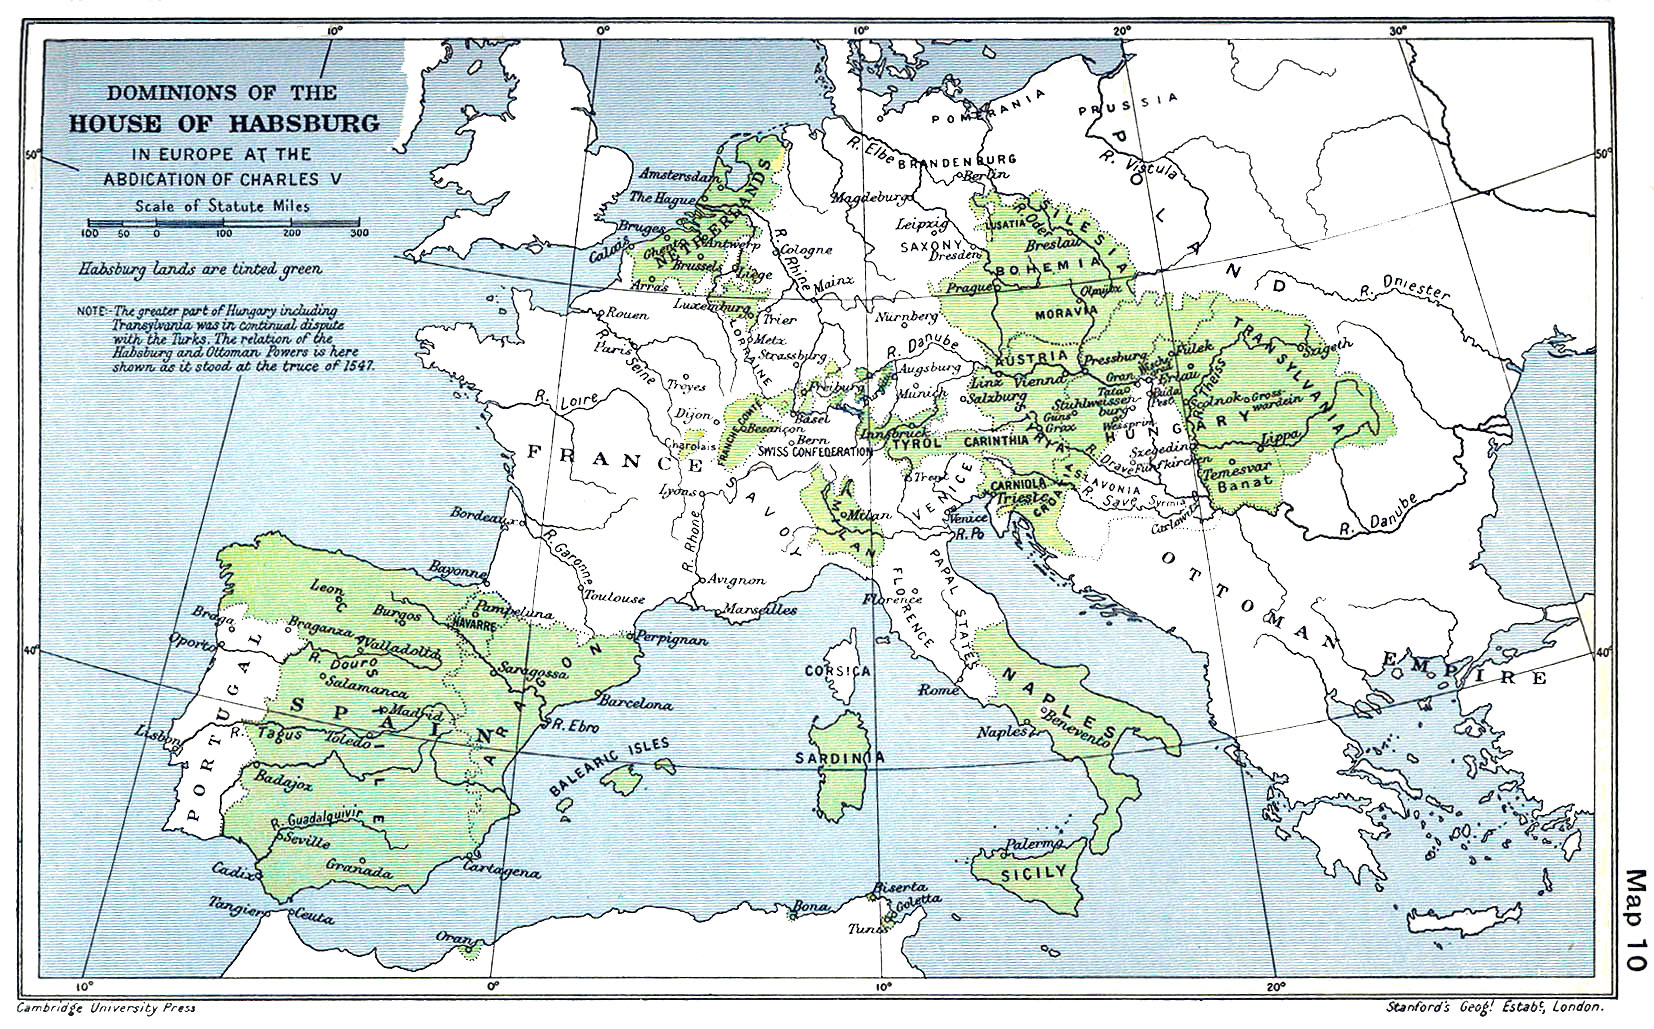 DOMINIONS OF THE
HOUSE OF HABSBURG
IN EUROPE AT THE
ABDICATION OF CHARLES V
Scale of Statute Miles
100 50 0 100 200 300
Habsburg lands are tinted green
NOTE:-The greater part of Hungary including
Transylvania was in continual dispute
with the Turks. The relation of the
Habsburg and Ottoman Powers is here
shown as it stood at the truce of 1547.
10° 0° 10° 20° 30°
50° 50°
40° 40°
10° 0° 10° 20°
POMERANIA
PRUSSIA
POLAND
R. Elbe
BRANDENBURG
Berlin
R. Vistula
Amsterdam
The Hague
NETHERLANDS
Magdeburg
Leipzig
SAXONY
Dresden
LUSATIA
SILESIA
R. Oder
Breslau
Bruges
Calais
Ghent
Antwerp
Brussels
Liège
Arras
Cologne
R. Rhine
Mainz
BOHEMIA
Prague
Olmütz
MORAVIA
R. Dniester
Luxemburg
Trier
Rouen
Paris
R. Seine
LORRAINE
Metz
Strassburg
Nürnberg
R. Danube
Augsburg
Munich
AUSTRIA
Linz
Vienna
Pressburg
Fülek
TRANSYLVANIA
Szigeth
Gran
Erlau
R. Theiss
Salzburg
Tata
Buda
Pest
Stuhlweissen-
burg
Szolnok
Gross-
wardein
Troyes
Freiburg
Burgau
R. Loire
Dijon
FRANCHE COMTÉ
Besançon
Basel
Charolais
Bern
SWISS CONFEDERATION
Innsbruck
TYROL
CARINTHIA
STYRIA
Güns
Graz
Weisprim
HUNGARY
Szegedin
Lippa
R. Drave
Fünfkirchen
Temesvar
Banat
FRANCE
SAVOY
Lyons
Trent
VENICE
Venice
CARNIOLA
Trieste
CROATIA
SLAVONIA
R. Save
Syrmia
Carlowitz
R. Danube
Milan
MILAN
R. Po
Bordeaux
R. Garonne
R. Rhone
Avignon
Toulouse
Marseilles
Bayonne
Florence
FLORENCE
PAPAL STATES
OTTOMAN EMPIRE
Leon
Burgos
Pampeluna
NAVARRE
Braga
Oporto
Braganza
Valladolid
R. Douro
Salamanca
Saragossa
Perpignan
Barcelona
R. Ebro
ARAGON
PORTUGAL
SPAIN
CASTILE
Madrid
Lisbon
R. Tagus
Toledo
Badajoz
R. Guadalquivir
Seville
Granada
Cadiz
Cartagena
Tangier
Ceuta
BALEARIC ISLES
CORSICA
SARDINIA
Rome
NAPLES
Naples
Benevento
Palermo
SICILY
Oran
Bona
Biserta
Goletta
Tunis
Map 10
Cambridge University Press
Stanford's Geogl. Estabt., London.